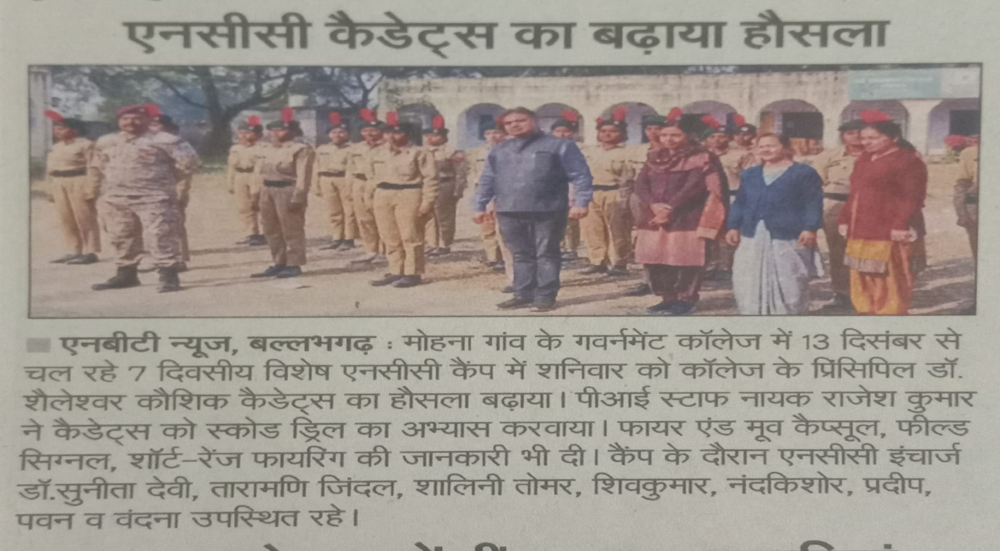 एनसीसी कैडेट्स का बढ़ाया हौसला
एनबीटी न्यूज, बल्लभगढ़ : मोहना गांव के गवर्नमेंट कॉलेज में 13 दिसंबर से
चल रहे 7 दिवसीय विशेष एनसीसी कैंप में शनिवार को कॉलेज के प्रिंसिपिल डॉ.
शैलेश्वर कौशिक कैडेट्स का हौसला बढ़ाया। पीआई स्टाफ नायक राजेश कुमार
ने कैडेट्स को स्कोड ड्रिल का अभ्यास करवाया। फायर एंड मूव कैप्सूल, फील्ड
सिग्नल, शॉर्ट-रेंज फायरिंग की जानकारी भी दी। कैंप के दौरान एनसीसी इंचार्ज
डॉ.सुनीता देवी, तारामणि जिंदल, शालिनी तोमर, शिवकुमार, नंदकिशोर, प्रदीप,
पवन व वंदना उपस्थित रहे।